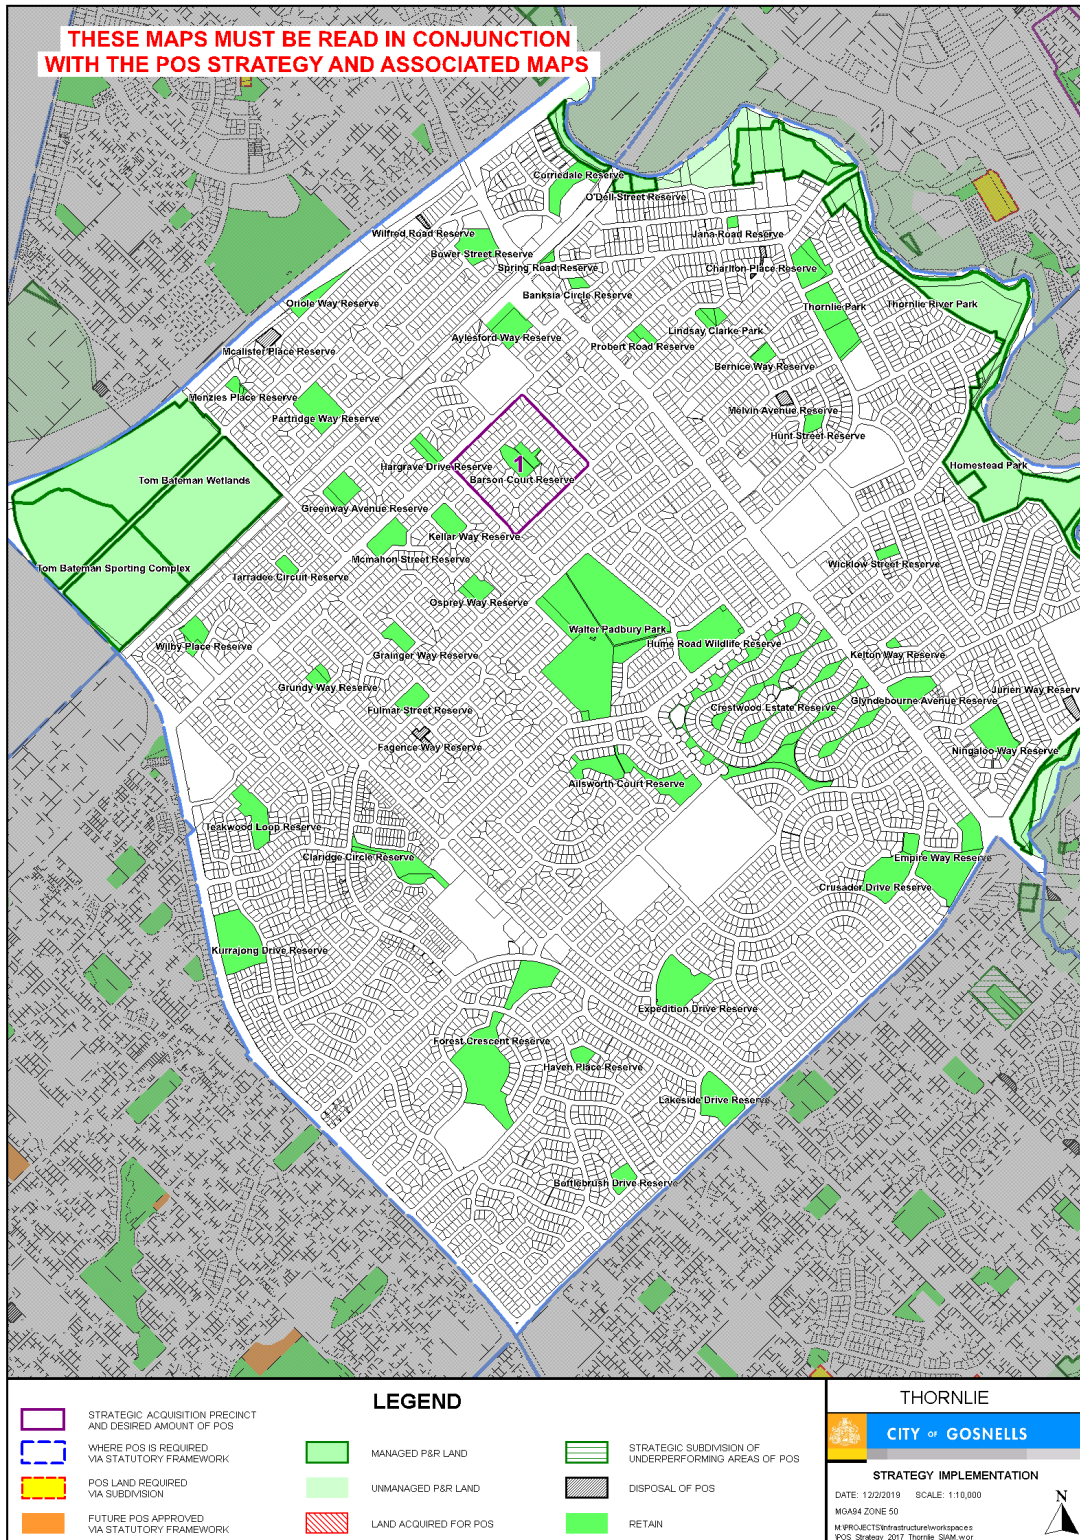 THESE MAPS MUST BE READ IN CONJUNCTION
WITH THE POS STRATEGY AND ASSOCIATED MAPS
Corriedale Reserve
O'Dell Street Reserve
Wilfred Road Reserve
Jana Road Reserve
Bower Street Reserve
Spring Road Reserve
Charlton Place Reserve
Banksia Circle Reserve
Oriole Way Reserve
Thornlie Park
Thornlie River Park
Aylesford Way Reserve
Lindsay Clarke Park
Probert Road Reserve
Mcalister Place Reserve
Bernice Way Reserve
Menzies Place Reserve
Partridge Way Reserve
Melvin Avenue Reserve
Hunt Street Reserve
Hargrave Drive Reserve
1
Homestead Park
Barson Court Reserve
Tom Bateman Wetlands
Greenway Avenue Reserve
Kellar Way Reserve
Mcmahon Street Reserve
Wicklow Street Reserve
Tom Bateman Sporting Complex
Tarradee Circuit Reserve
Osprey Way Reserve
Walter Padbury Park
Hume Road Wildlife Reserve
Wilby Place Reserve
Grainger Way Reserve
Kelton Way Reserve
Grundy Way Reserve
Jurien Way Reserv
Glyndebourne Avenue Reserve
Crestwood Estate Reserve
Fulmar Street Reserve
Fagence Way Reserve
Ningaloo Way Reserve
Ailsworth Court Reserve
Teakwood Loop Reserve
Claridge Circle Reserve
Empire Way Reserve
Crusader Drive Reserve
Kurrajong Drive Reserve
Expedition Drive Reserve
Forest Crescent Reserve
Haven Place Reserve
Lakeside Drive Reserve
Bottlebrush Drive Reserve
LEGEND
STRATEGIC ACQUISITION PRECINCT
AND DESIRED AMOUNT OF POS
WHERE POS IS REQUIRED
VIA STATUTORY FRAMEWORK
POS LAND REQUIRED
VIA SUBDIVISION
FUTURE POS APPROVED
VIA STATUTORY FRAMEWORK
MANAGED P&R LAND
UNMANAGED P&R LAND
LAND ACQUIRED FOR POS
STRATEGIC SUBDIVISION OF
UNDERPERFORMING AREAS OF POS
DISPOSAL OF POS
RETAIN
THORNLIE
CITY OF GOSNELLS
STRATEGY IMPLEMENTATION
DATE: 12/2/2019 SCALE: 1:10,000
MGA94 ZONE 50
M:\PROJECTS\Infrastructure\workspaces
\POS_Strategy_2017_Thornlie_SIAM.wor
N